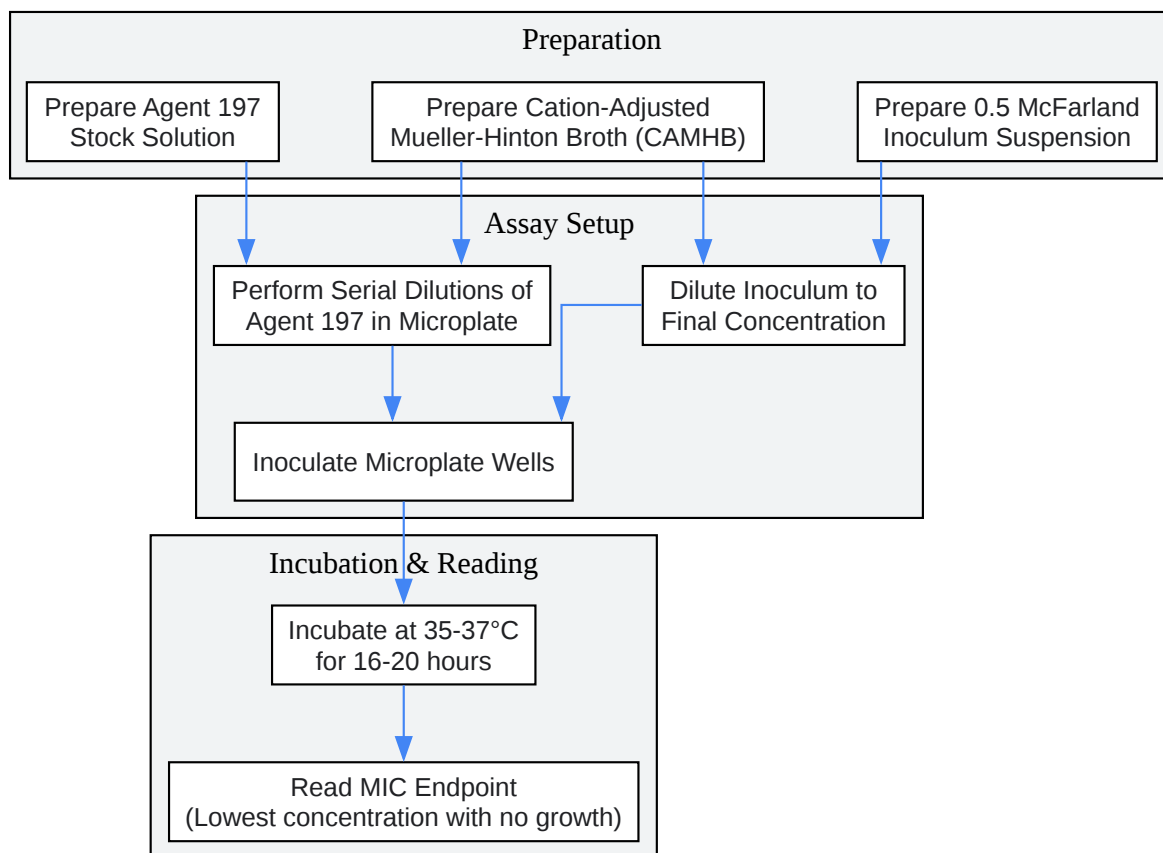 Preparation
Prepare Agent 197
Stock Solution
Prepare Cation-Adjusted
Mueller-Hinton Broth (CAMHB)
Prepare 0.5 McFarland
Inoculum Suspension
Assay Setup
Perform Serial Dilutions of
Agent 197 in Microplate
Dilute Inoculum to
Final Concentration
Inoculate Microplate Wells
Incubation & Reading
Incubate at 35-37°C
for 16-20 hours
Read MIC Endpoint
(Lowest concentration with no growth)